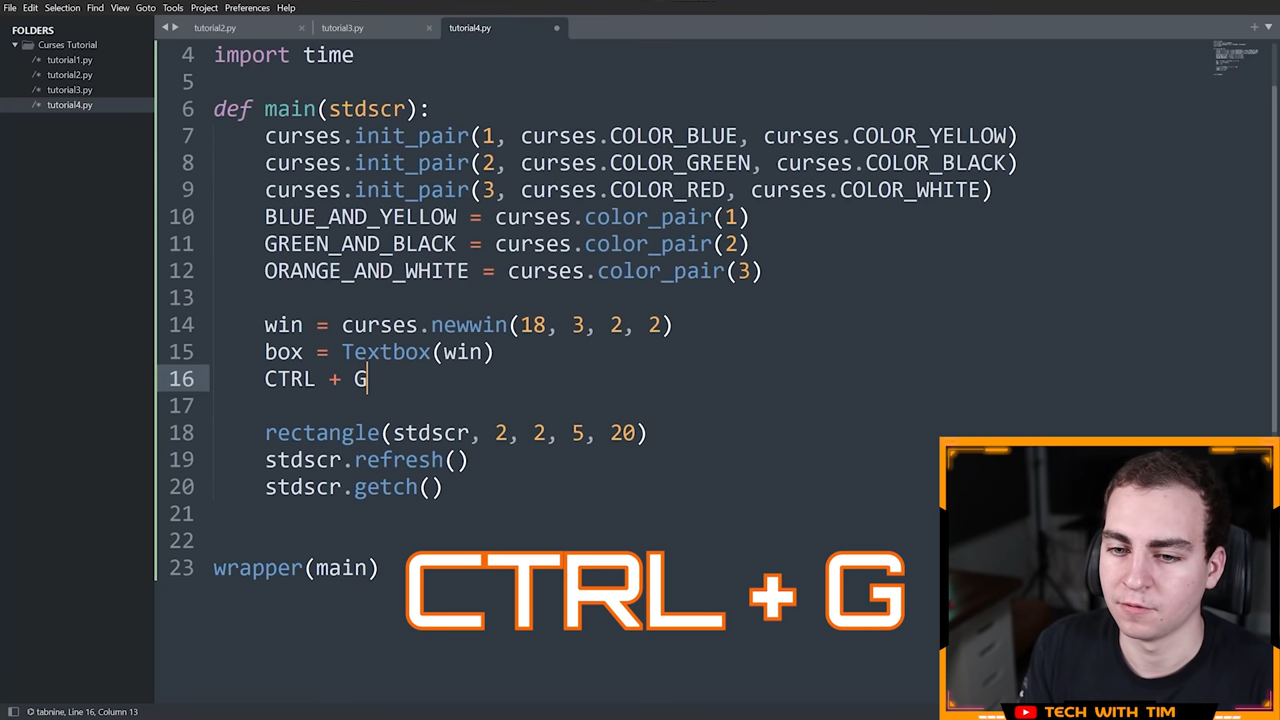 File Edit Selection Find View Goto Tools Project Preferences Help
FOLDERS
Curses Tutorial
/* tutorial1.py
/* tutorial2.py
/* tutorial3.py
/* tutorial4.py
tutorial2.py × tutorial3.py × tutorial4.py
4 import time
5
6 def main(stdscr):
7 curses.init_pair(1, curses.COLOR_BLUE, curses.COLOR_YELLOW)
8 curses.init_pair(2, curses.COLOR_GREEN, curses.COLOR_BLACK)
9 curses.init_pair(3, curses.COLOR_RED, curses.COLOR_WHITE)
10 BLUE_AND_YELLOW = curses.color_pair(1)
11 GREEN_AND_BLACK = curses.color_pair(2)
12 ORANGE_AND_WHITE = curses.color_pair(3)
13
14 win = curses.newwin(18, 3, 2, 2)
15 box = Textbox(win)
16 CTRL + G
17
18 rectangle(stdscr, 2, 2, 5, 20)
19 stdscr.refresh()
20 stdscr.getch()
21
22
23 wrapper(main)
CTRL + G
TECH WITH TIM
tabnine, Line 16, Column 13